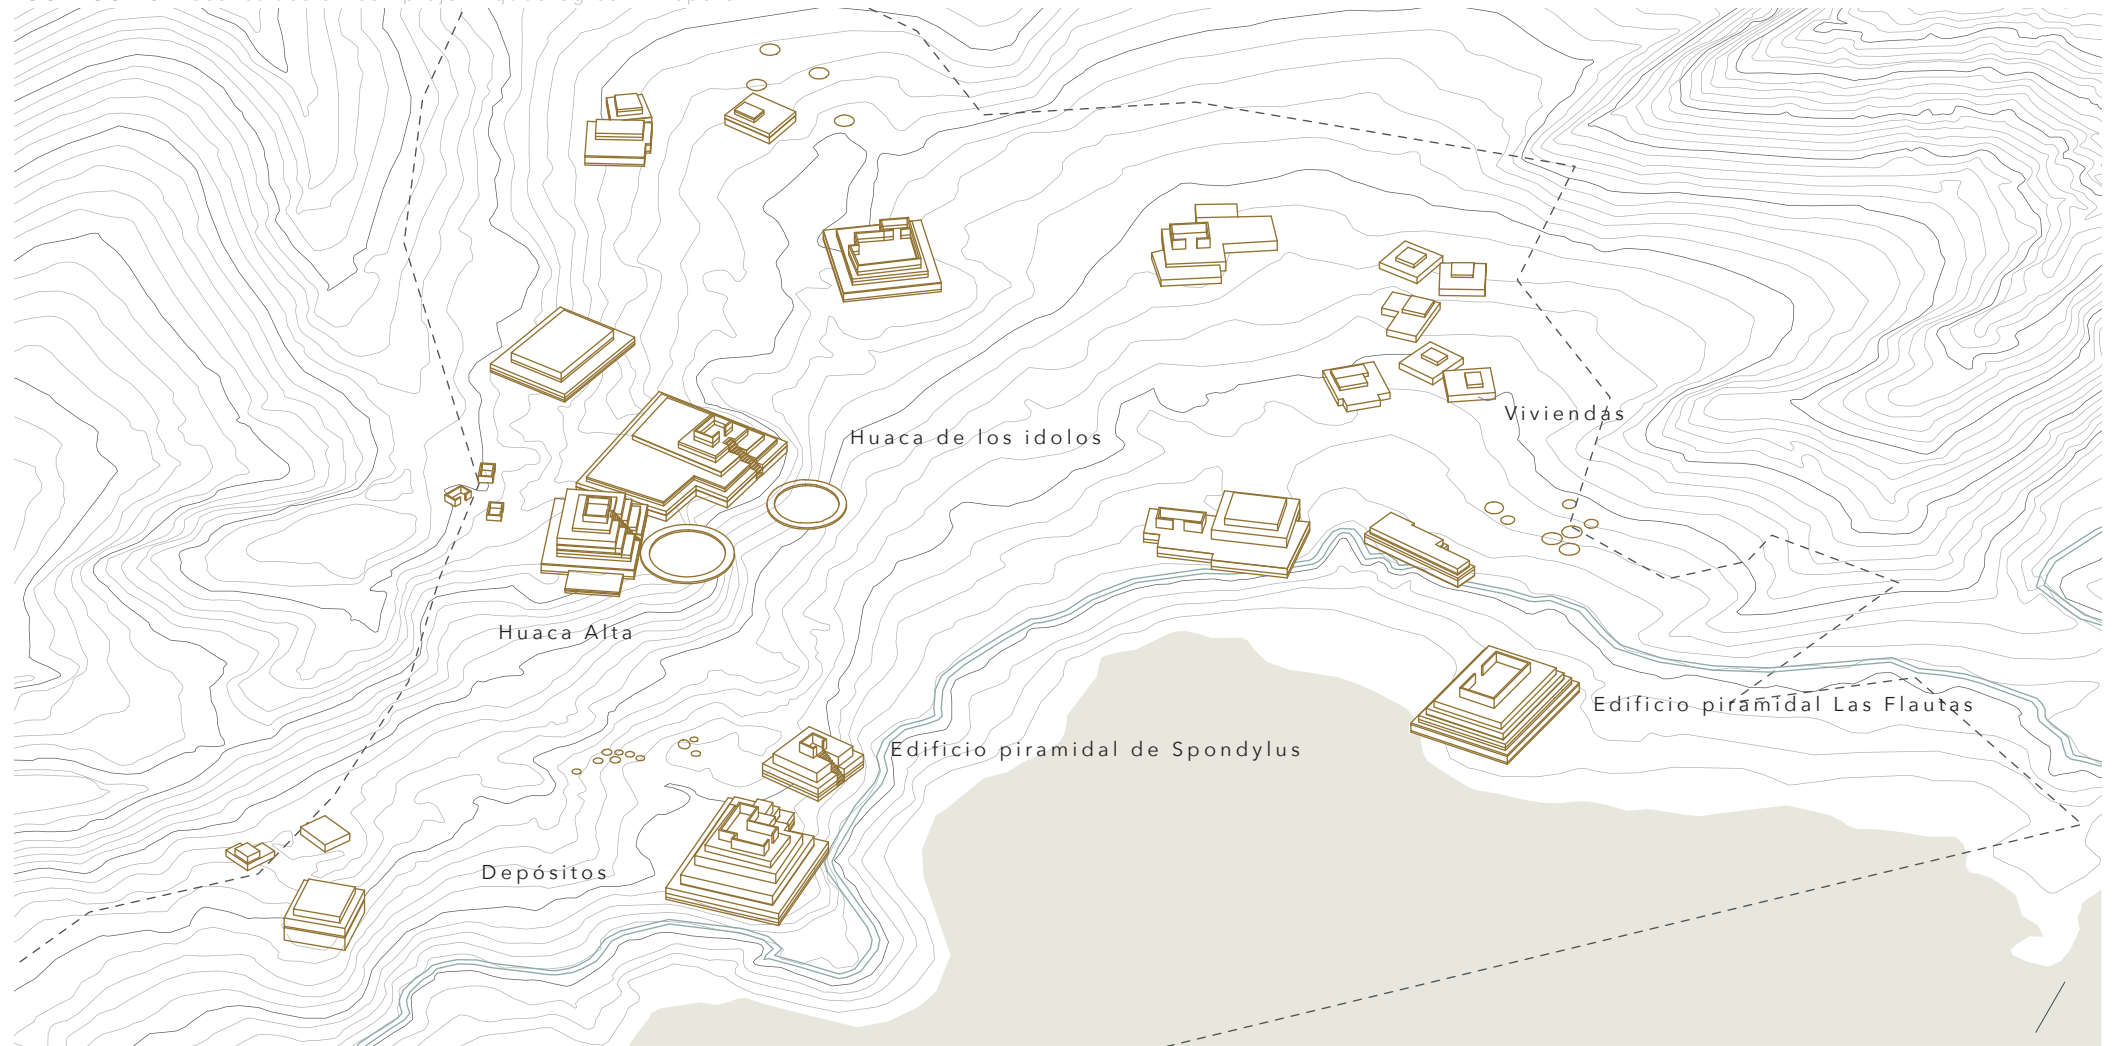 Huaca de los idolos
Viviendas
Huaca Alta
Edificio piramidal Las Flautas
Edificio piramidal de Spondylus
Depósitos